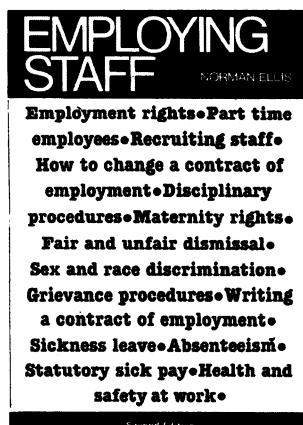 EMPLOYING
STAFF
NORMAN ELLIS
Employment rights●Part time
employees●Recruiting staff●
How to change a contract of
employment●Disciplinary
procedures●Maternity rights●
Fair and unfair dismissal●
Sex and race discrimination●
Grievance procedures●Writing
a contract of employment●
Sickness leave●Absenteeism●
Statutory sick pay●Health and
safety at work●